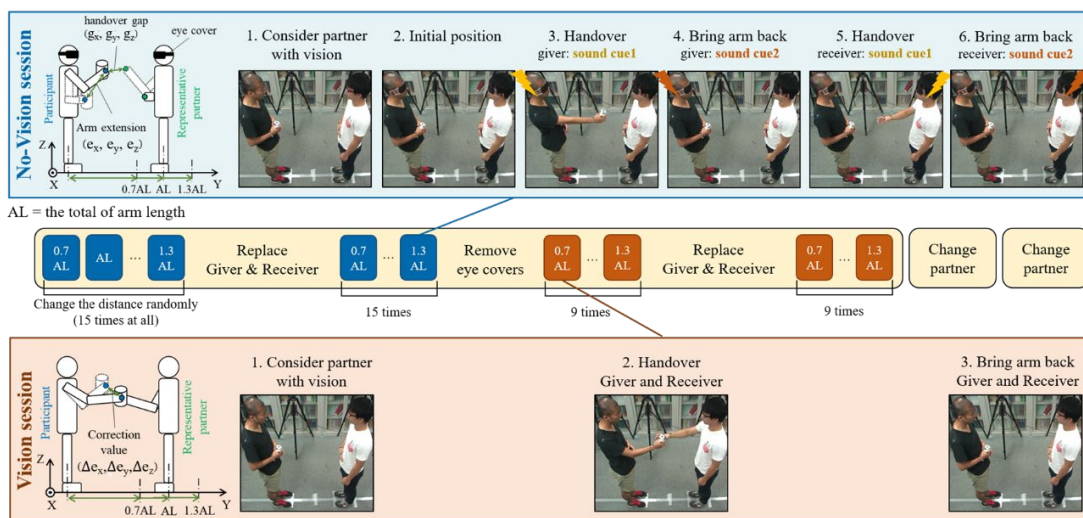 No-Vision session
handover gap
(gx, gy, gz)
eye cover
Participant
Representative
partner
Arm extension
(ex, ey, ez)
Z
X
0.7AL AL 1.3AL
Y
1. Consider partner
with vision
2. Initial position
3. Handover
giver: sound cue1
4. Bring arm back
giver: sound cue2
5. Handover
receiver: sound cue1
6. Bring arm back
receiver: sound cue2
AL = the total of arm length
0.7
AL
AL
...
1.3
AL
Change the distance randomly
(15 times at all)
Replace
Giver & Receiver
0.7
AL
...
1.3
AL
15 times
Remove
eye covers
0.7
AL
...
1.3
AL
9 times
Replace
Giver & Receiver
0.7
AL
...
1.3
AL
9 times
Change
partner
Change
partner
Vision session
Participant
Representative
partner
Correction
value
(Δex,Δey,Δez)
Z
X
0.7AL AL 1.3AL
Y
1. Consider partner
with vision
2. Handover
Giver and Receiver
3. Bring arm back
Giver and Receiver